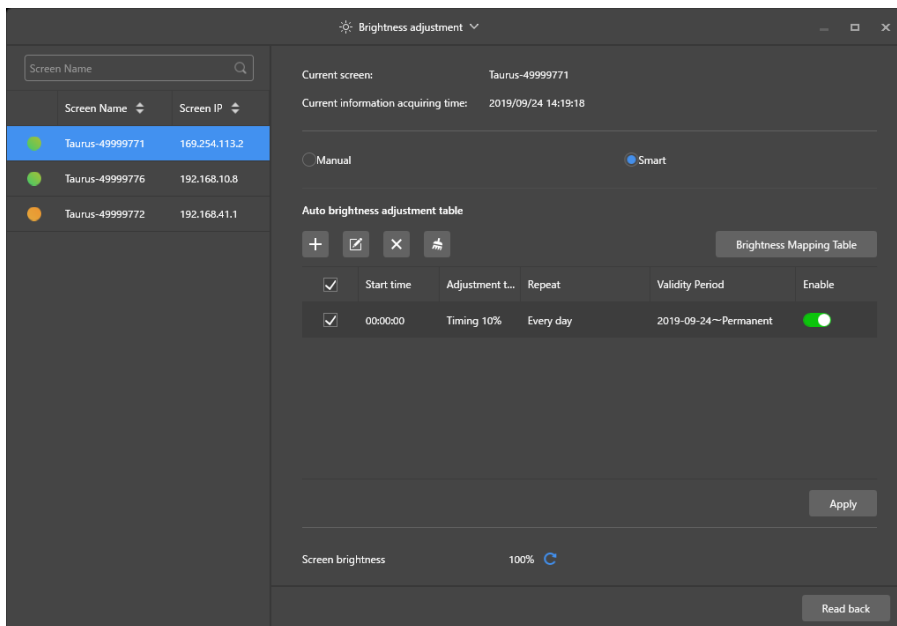 Brightness adjustment
Screen Name
Screen Name Screen IP
Taurus-49999771 169.254.113.2
Taurus-49999776 192.168.10.8
Taurus-49999772 192.168.41.1
Current screen: Taurus-49999771
Current information acquiring time: 2019/09/24 14:19:18
Manual Smart
Auto brightness adjustment table
Brightness Mapping Table
Start time Adjustment t... Repeat Validity Period Enable
00:00:00 Timing 10% Every day 2019-09-24~Permanent
Apply
Screen brightness 100%
Read back